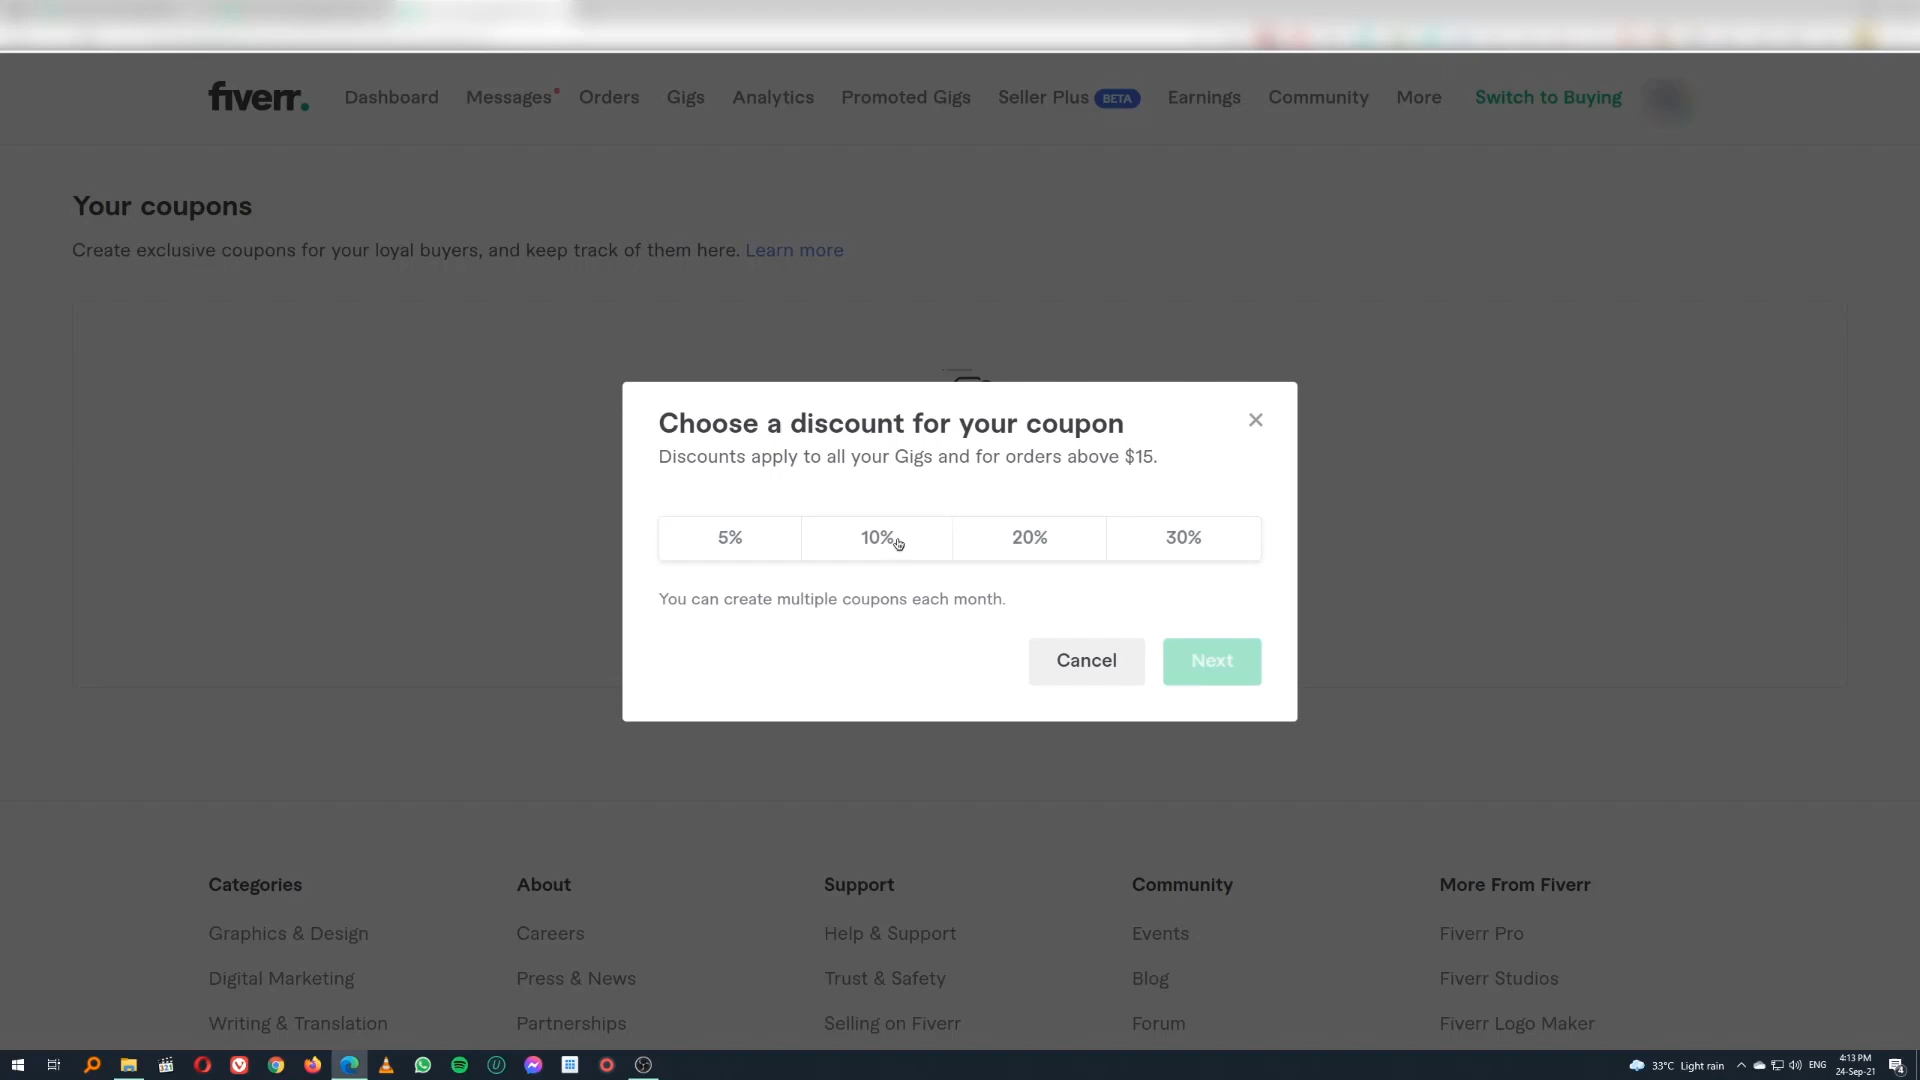 fiverr.
Dashboard Messages Orders Gigs Analytics Promoted Gigs Seller Plus BETA Earnings Community More Switch to Buying
Your coupons
Create exclusive coupons for your loyal buyers, and keep track of them here. Learn more
Choose a discount for your coupon
Discounts apply to all your Gigs and for orders above $15.
5% 10% 20% 30%
You can create multiple coupons each month.
Cancel Next
Categories About Support Community More From Fiverr
Graphics & Design Careers Help & Support Events Fiverr Pro
Digital Marketing Press & News Trust & Safety Blog Fiverr Studios
Writing & Translation Partnerships Selling on Fiverr Forum Fiverr Logo Maker
33°C Light rain ENG 4:13 PM
24-Sep-21 4